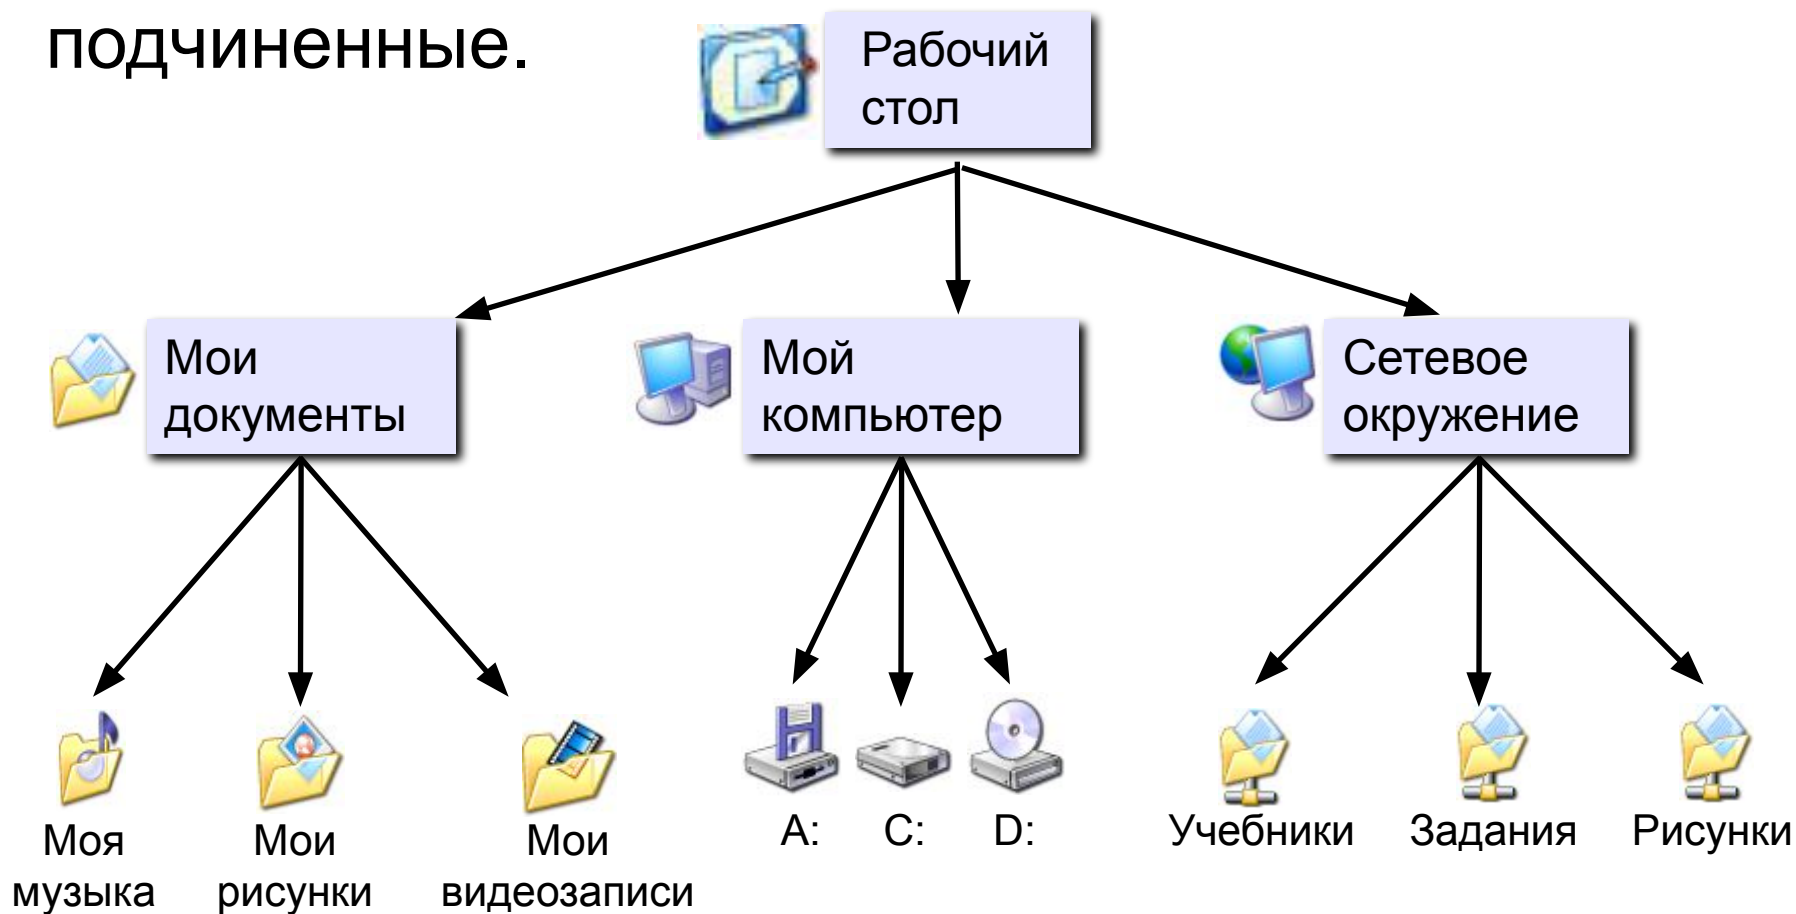 подчиненные.
Рабочий
стол
Мои
документы
Мой
компьютер
Сетевое
окружение
Моя
музыка
Мои
рисунки
Мои
видеозаписи
A:
C:
D:
Учебники
Задания
Рисунки